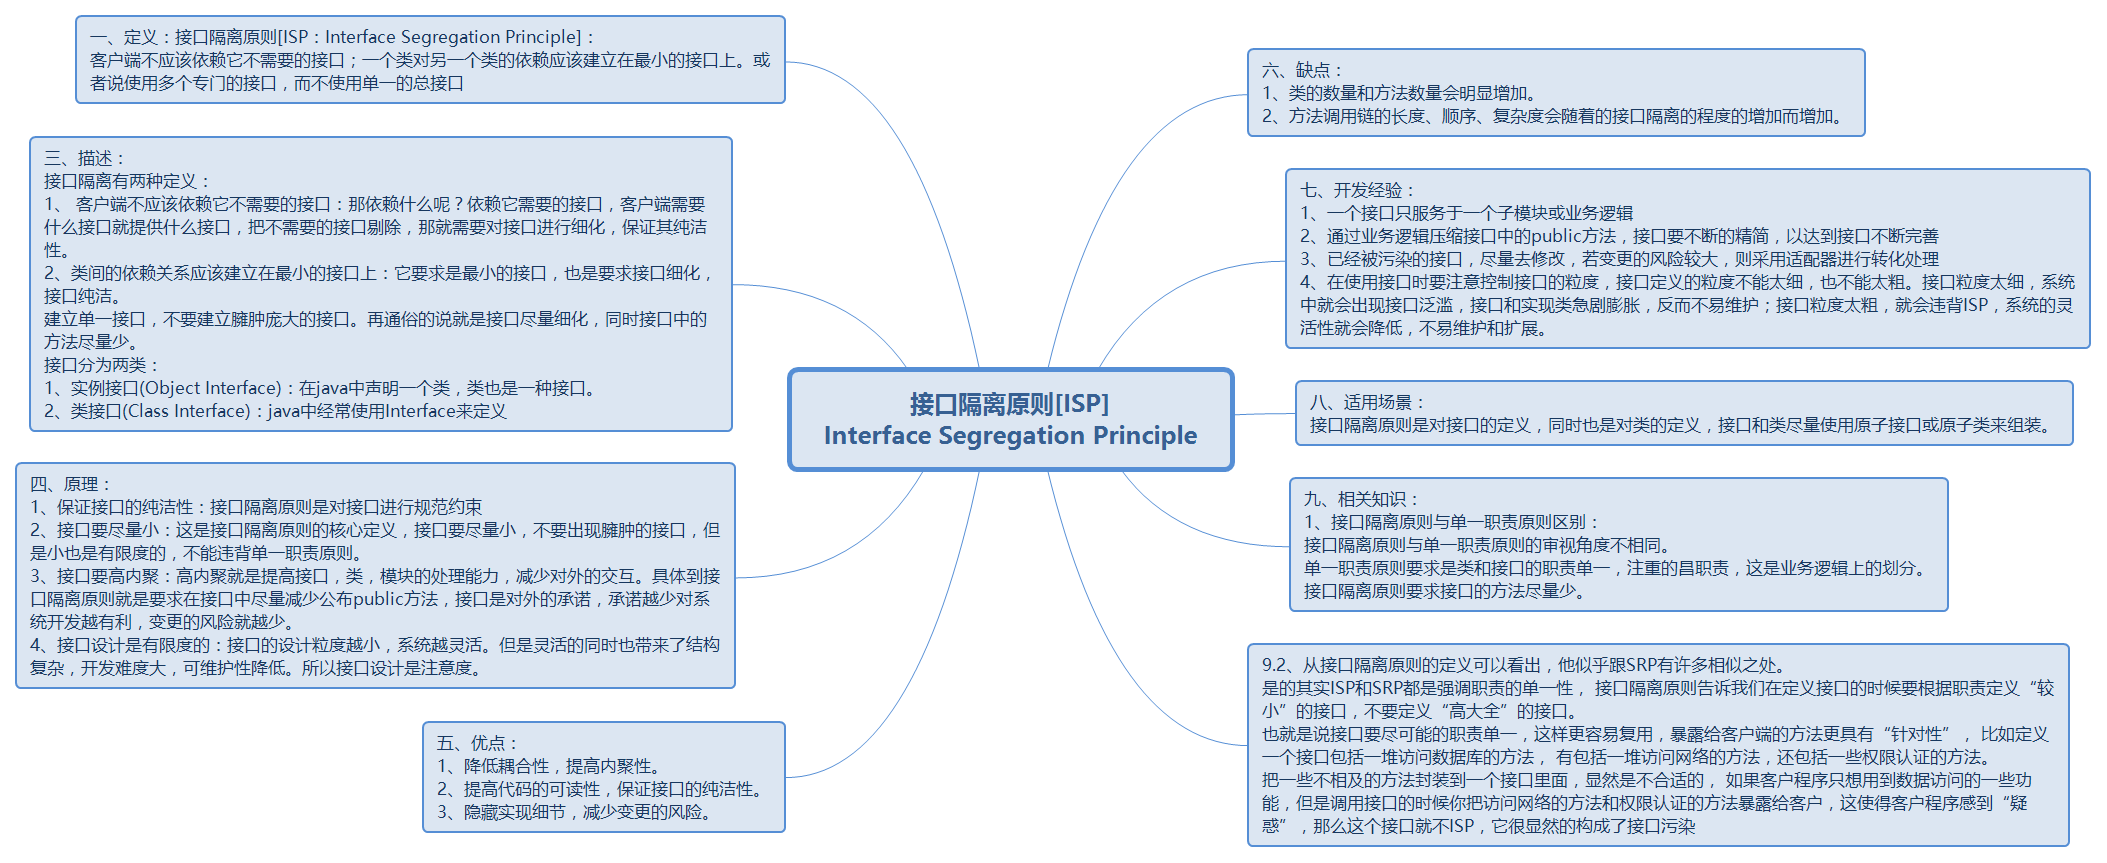 一、定义：接口隔离原则[ISP：Interface Segregation Principle]：
客户端不应该依赖它不需要的接口；一个类对另一个类的依赖应该建立在最小的接口上。或
者说使用多个专门的接口，而不使用单一的总接口
三、描述：
接口隔离有两种定义：
1、 客户端不应该依赖它不需要的接口：那依赖什么呢？依赖它需要的接口，客户端需要
什么接口就提供什么接口，把不需要的接口剔除，那就需要对接口进行细化，保证其纯洁
性。
2、类间的依赖关系应该建立在最小的接口上：它要求是最小的接口，也是要求接口细化，
接口纯洁。
建立单一接口，不要建立臃肿庞大的接口。再通俗的说就是接口尽量细化，同时接口中的
方法尽量少。
接口分为两类：
1、实例接口(Object Interface)：在java中声明一个类，类也是一种接口。
2、类接口(Class Interface)：java中经常使用Interface来定义
四、原理：
1、保证接口的纯洁性：接口隔离原则是对接口进行规范约束
2、接口要尽量小：这是接口隔离原则的核心定义，接口要尽量小，不要出现臃肿的接口，但
是小也是有限度的，不能违背单一职责原则。
3、接口要高内聚：高内聚就是提高接口，类，模块的处理能力，减少对外的交互。具体到接
口隔离原则就是要求在接口中尽量减少公布public方法，接口是对外的承诺，承诺越少对系
统开发越有利，变更的风险就越少。
4、接口设计是有限度的：接口的设计粒度越小，系统越灵活。但是灵活的同时也带来了结构
复杂，开发难度大，可维护性降低。所以接口设计是注意度。
五、优点：
1、降低耦合性，提高内聚性。
2、提高代码的可读性，保证接口的纯洁性。
3、隐藏实现细节，减少变更的风险。
接口隔离原则[ISP]
Interface Segregation Principle
六、缺点：
1、类的数量和方法数量会明显增加。
2、方法调用链的长度、顺序、复杂度会随着的接口隔离的程度的增加而增加。
七、开发经验：
1、一个接口只服务于一个子模块或业务逻辑
2、通过业务逻辑压缩接口中的public方法，接口要不断的精简，以达到接口不断完善
3、已经被污染的接口，尽量去修改，若变更的风险较大，则采用适配器进行转化处理
4、在使用接口时要注意控制接口的粒度，接口定义的粒度不能太细，也不能太粗。接口粒度太细，系统
中就会出现接口泛滥，接口和实现类急剧膨胀，反而不易维护；接口粒度太粗，就会违背ISP，系统的灵
活性就会降低，不易维护和扩展。
八、适用场景：
接口隔离原则是对接口的定义，同时也是对类的定义，接口和类尽量使用原子接口或原子类来组装。
九、相关知识：
1、接口隔离原则与单一职责原则区别：
接口隔离原则与单一职责原则的审视角度不相同。
单一职责原则要求是类和接口的职责单一，注重的昌职责，这是业务逻辑上的划分。
接口隔离原则要求接口的方法尽量少。
9.2、从接口隔离原则的定义可以看出，他似乎跟SRP有许多相似之处。
是的其实ISP和SRP都是强调职责的单一性， 接口隔离原则告诉我们在定义接口的时候要根据职责定义“较
小”的接口，不要定义“高大全”的接口。
也就是说接口要尽可能的职责单一，这样更容易复用，暴露给客户端的方法更具有“针对性”， 比如定义
一个接口包括一堆访问数据库的方法， 有包括一堆访问网络的方法，还包括一些权限认证的方法。
把一些不相及的方法封装到一个接口里面，显然是不合适的， 如果客户程序只想用到数据访问的一些功
能，但是调用接口的时候你把访问网络的方法和权限认证的方法暴露给客户，这使得客户程序感到“疑
惑”，那么这个接口就不ISP，它很显然的构成了接口污染